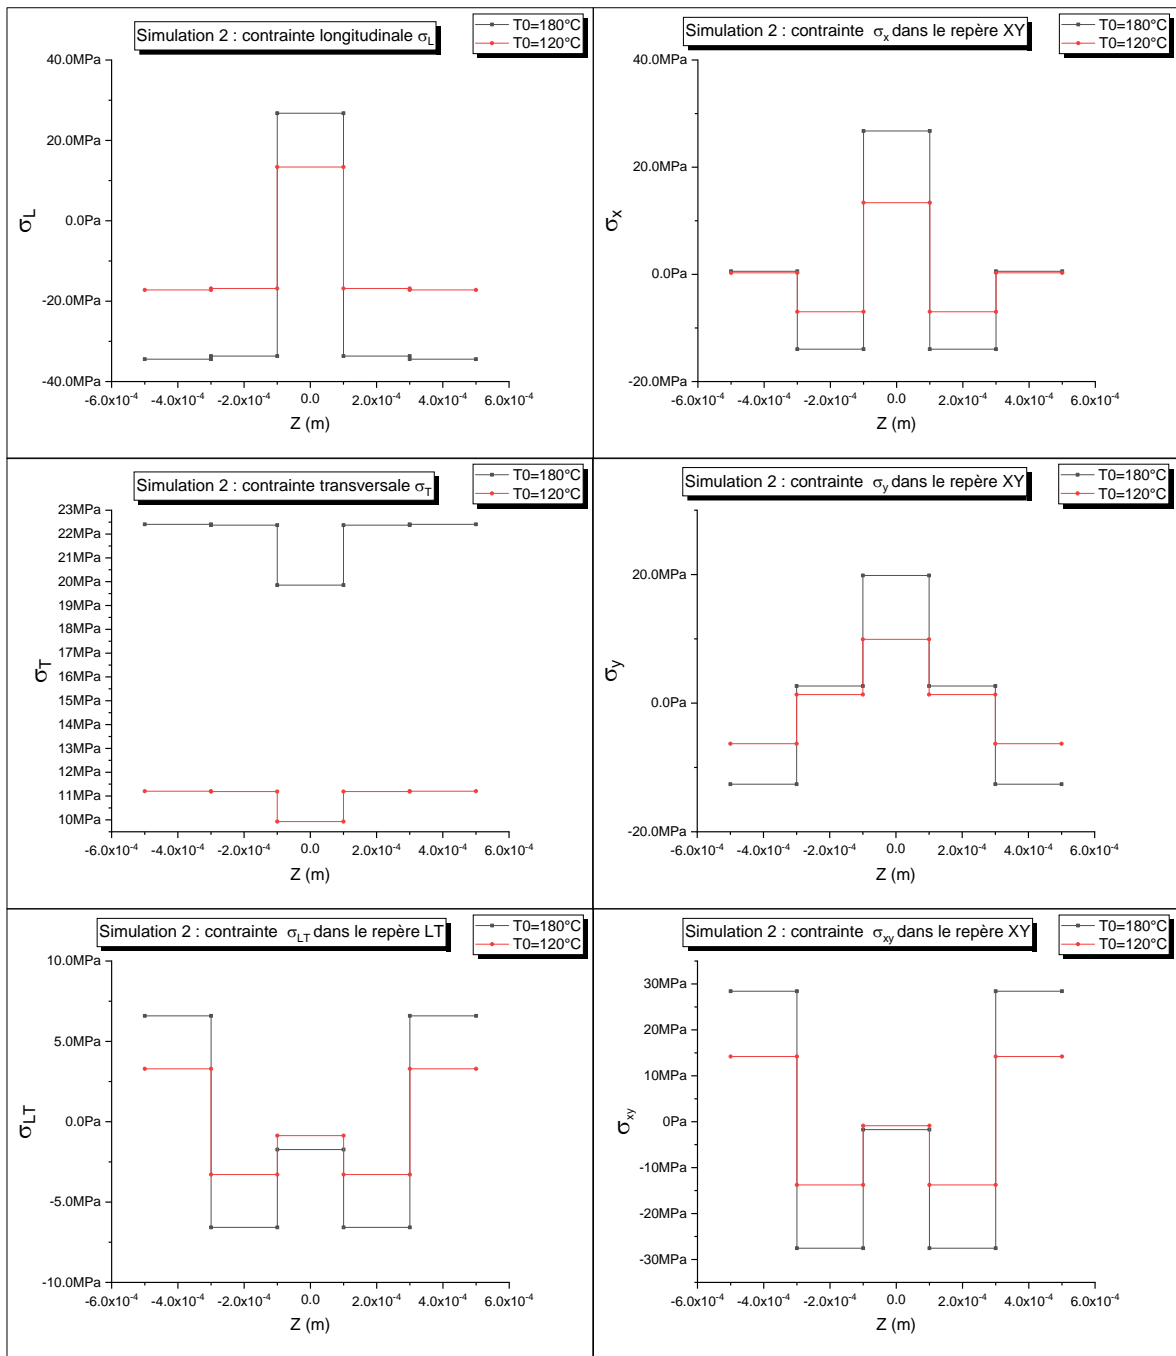 Simulation 2 : contrainte longitudinale σL
T0=180°C
T0=120°C
40.0MPa
20.0MPa
0.0Pa
-20.0MPa
-40.0MPa
σL
-6.0x10-4 -4.0x10-4 -2.0x10-4 0.0 2.0x10-4 4.0x10-4 6.0x10-4
Z (m)
Simulation 2 : contrainte σx dans le repère XY
T0=180°C
T0=120°C
40.0MPa
20.0MPa
0.0Pa
-20.0MPa
σx
-6.0x10-4 -4.0x10-4 -2.0x10-4 0.0 2.0x10-4 4.0x10-4 6.0x10-4
Z (m)
Simulation 2 : contrainte transversale σT
T0=180°C
T0=120°C
23MPa
22MPa
21MPa
20MPa
19MPa
18MPa
17MPa
16MPa
15MPa
14MPa
13MPa
12MPa
11MPa
10MPa
σT
-6.0x10-4 -4.0x10-4 -2.0x10-4 0.0 2.0x10-4 4.0x10-4 6.0x10-4
Z (m)
Simulation 2 : contrainte σy dans le repère XY
T0=180°C
T0=120°C
20.0MPa
0.0Pa
-20.0MPa
σy
-6.0x10-4 -4.0x10-4 -2.0x10-4 0.0 2.0x10-4 4.0x10-4 6.0x10-4
Z (m)
Simulation 2 : contrainte σLT dans le repère LT
T0=180°C
T0=120°C
10.0MPa
5.0MPa
0.0Pa
-5.0MPa
-10.0MPa
σLT
-6.0x10-4 -4.0x10-4 -2.0x10-4 0.0 2.0x10-4 4.0x10-4 6.0x10-4
Z (m)
Simulation 2 : contrainte σxy dans le repère XY
T0=180°C
T0=120°C
30MPa
20MPa
10MPa
0Pa
-10MPa
-20MPa
-30MPa
σxy
-6.0x10-4 -4.0x10-4 -2.0x10-4 0.0 2.0x10-4 4.0x10-4 6.0x10-4
Z (m)